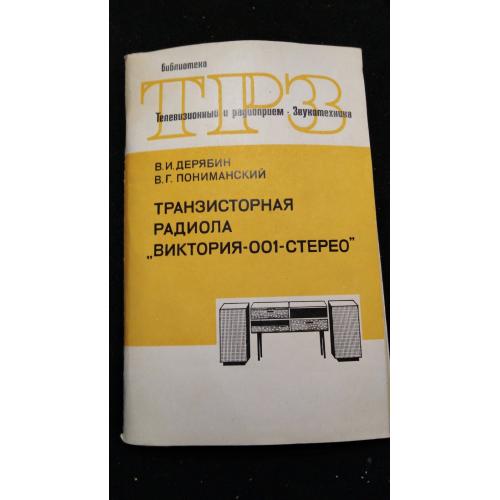 Библиотека
ТРЗ
Телевизионный и радиоприем · Звукотехника
В. И. ДЕРЯБИН
В. Г. ПОНИМАНСКИЙ
ТРАНЗИСТОРНАЯ
РАДИОЛА
„ВИКТОРИЯ-001-СТЕРЕО"